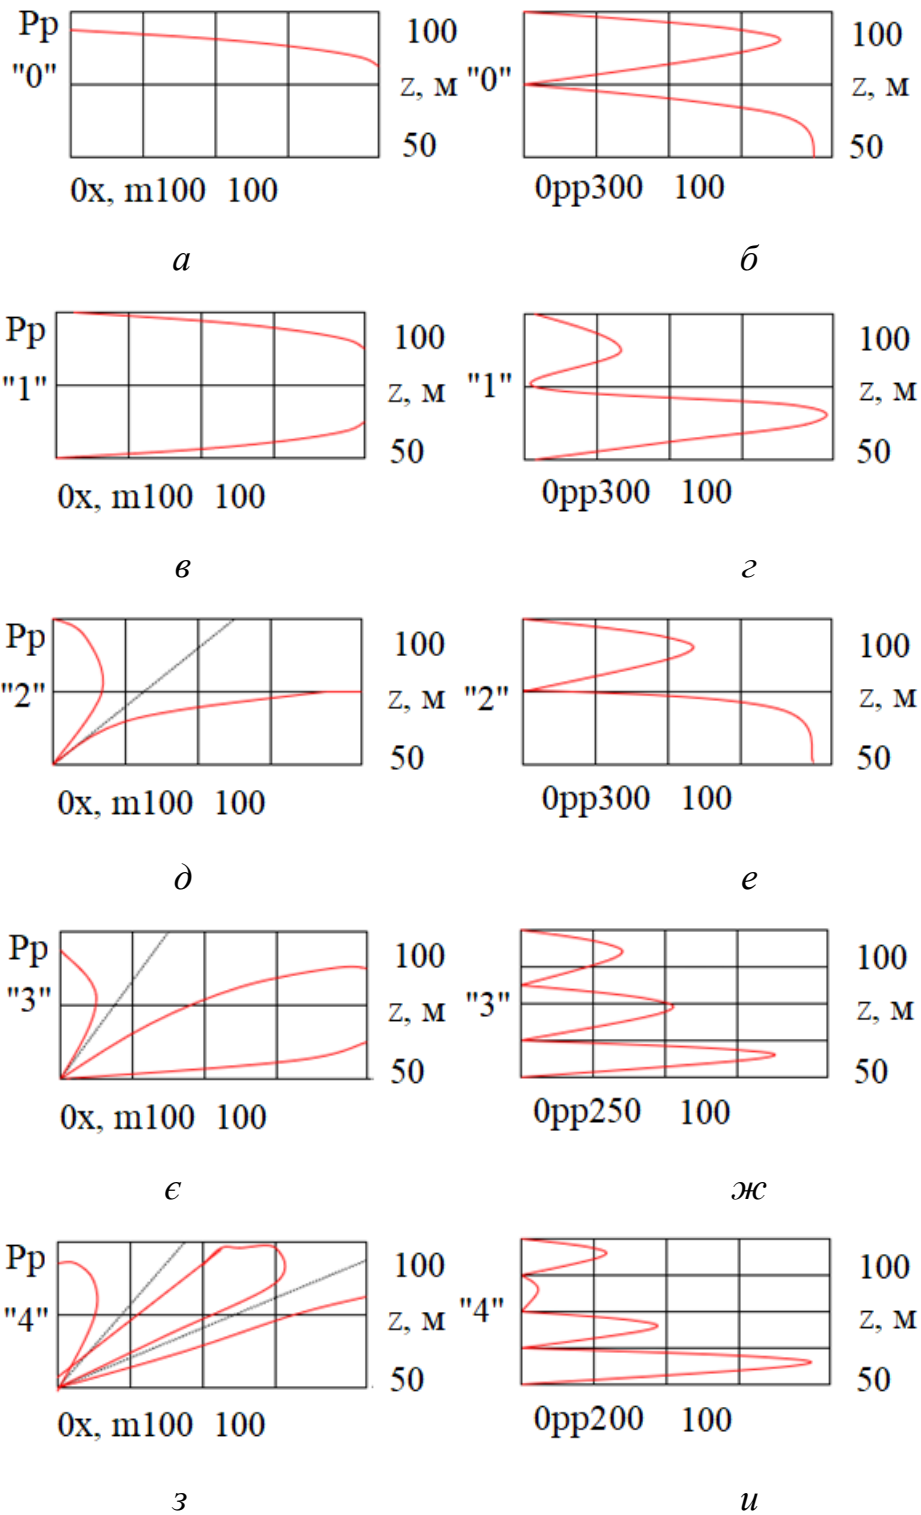 Pp 100 100
"0" z, м "0" z, м
50 50
0x, m100 100 0pp300 100
а б
Pp 100 100
"1" z, м "1" z, м
50 50
0x, m100 100 0pp300 100
в г
Pp 100 100
"2" z, м "2" z, м
50 50
0x, m100 100 0pp300 100
д е
Pp 100 100
"3" z, м "3" z, м
50 50
0x, m100 100 0pp250 100
є ж
Pp 100 100
"4" z, м "4" z, м
50 50
0x, m100 100 0pp200 100
з и